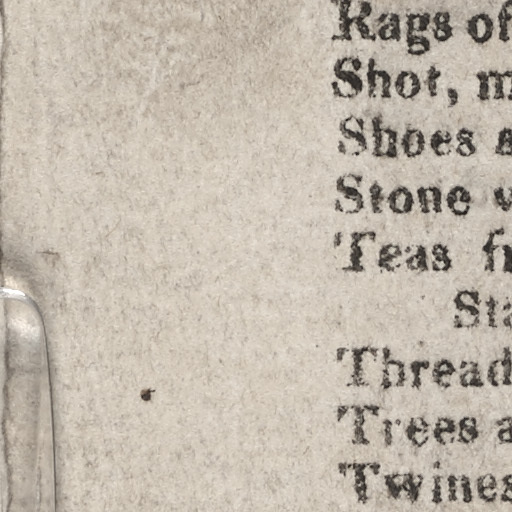 Rags of
Shot, m
Shoes a
Stone w
Teas fr
Sta
Thread
Trees a
Twines